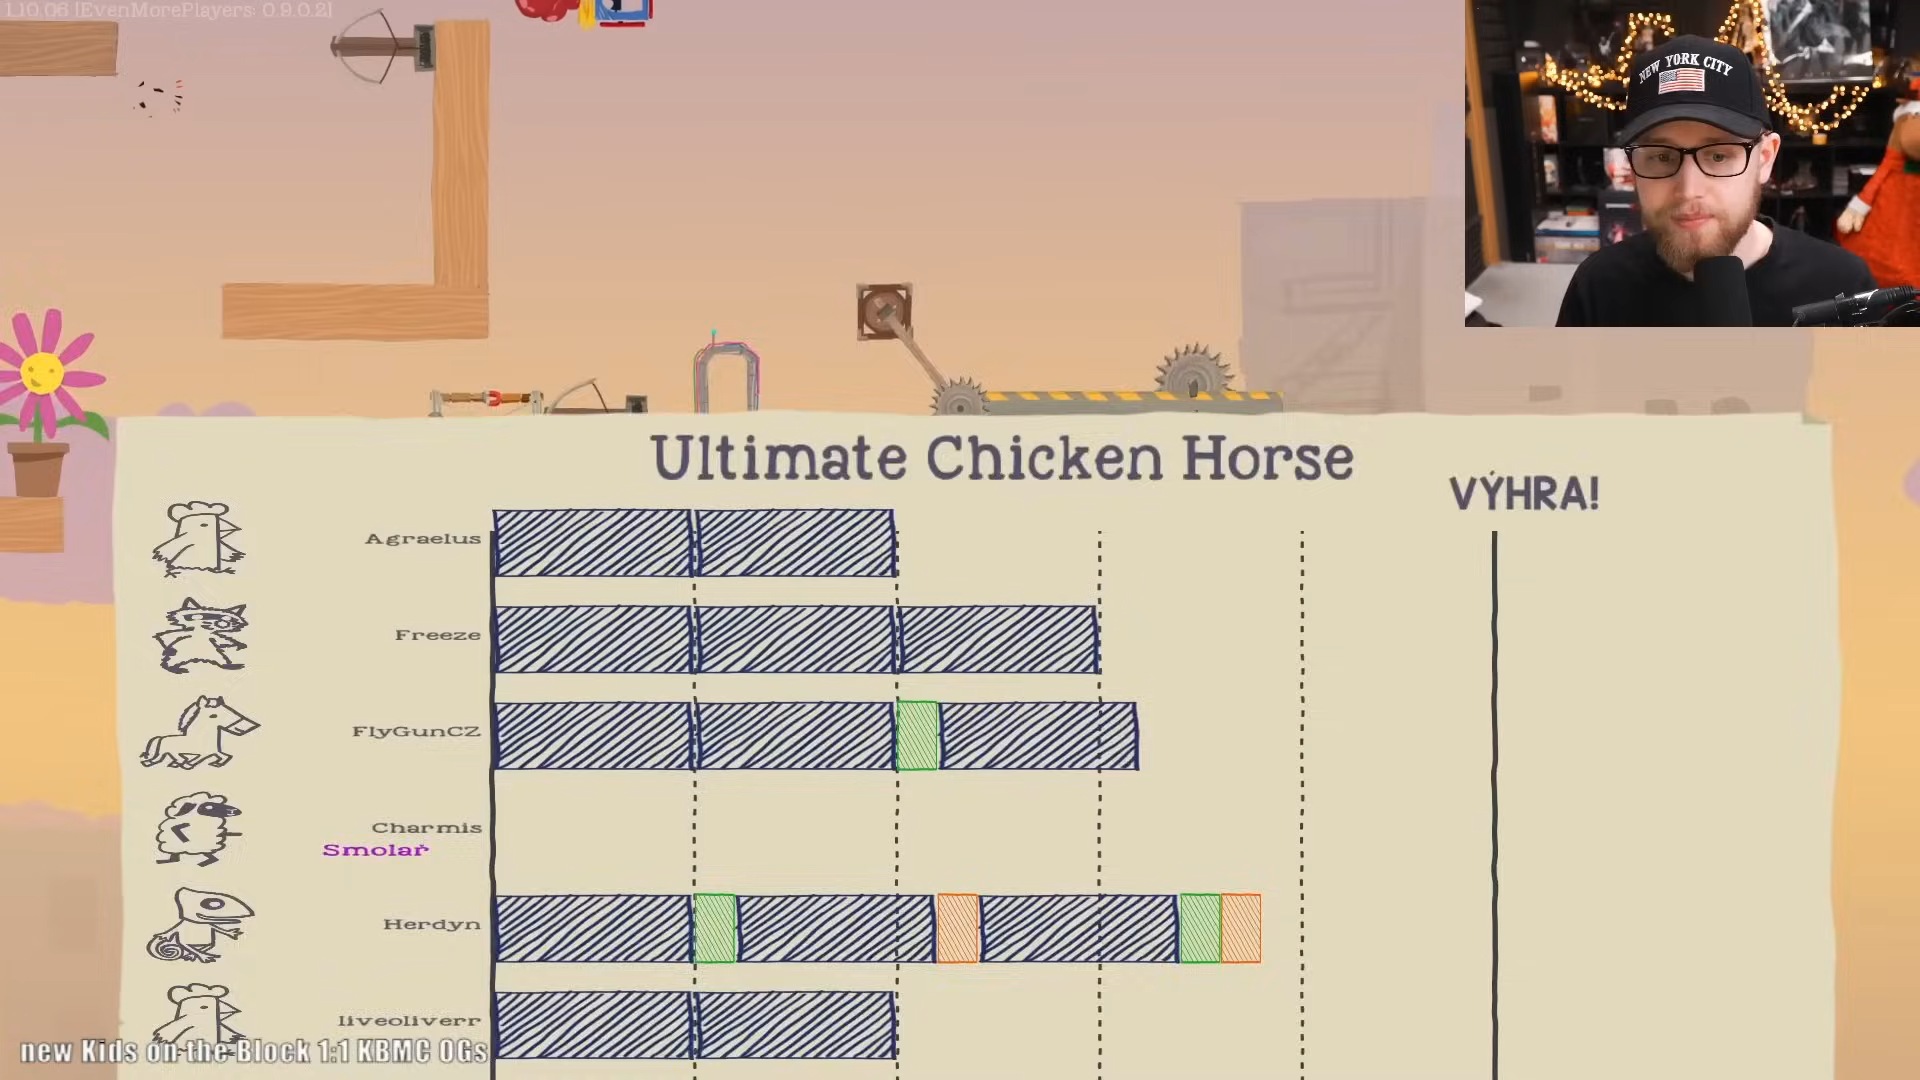 1.10.06 [EvenMorePlayers: 0.9.0.2]
NEW YORK CITY
Ultimate Chicken Horse
VÝHRA!
Agraelus
Freeze
FlyGunCZ
Charmis
Smolař
Herdyn
liveoliverr
new Kids on the Block 1:1 KBMC OGs